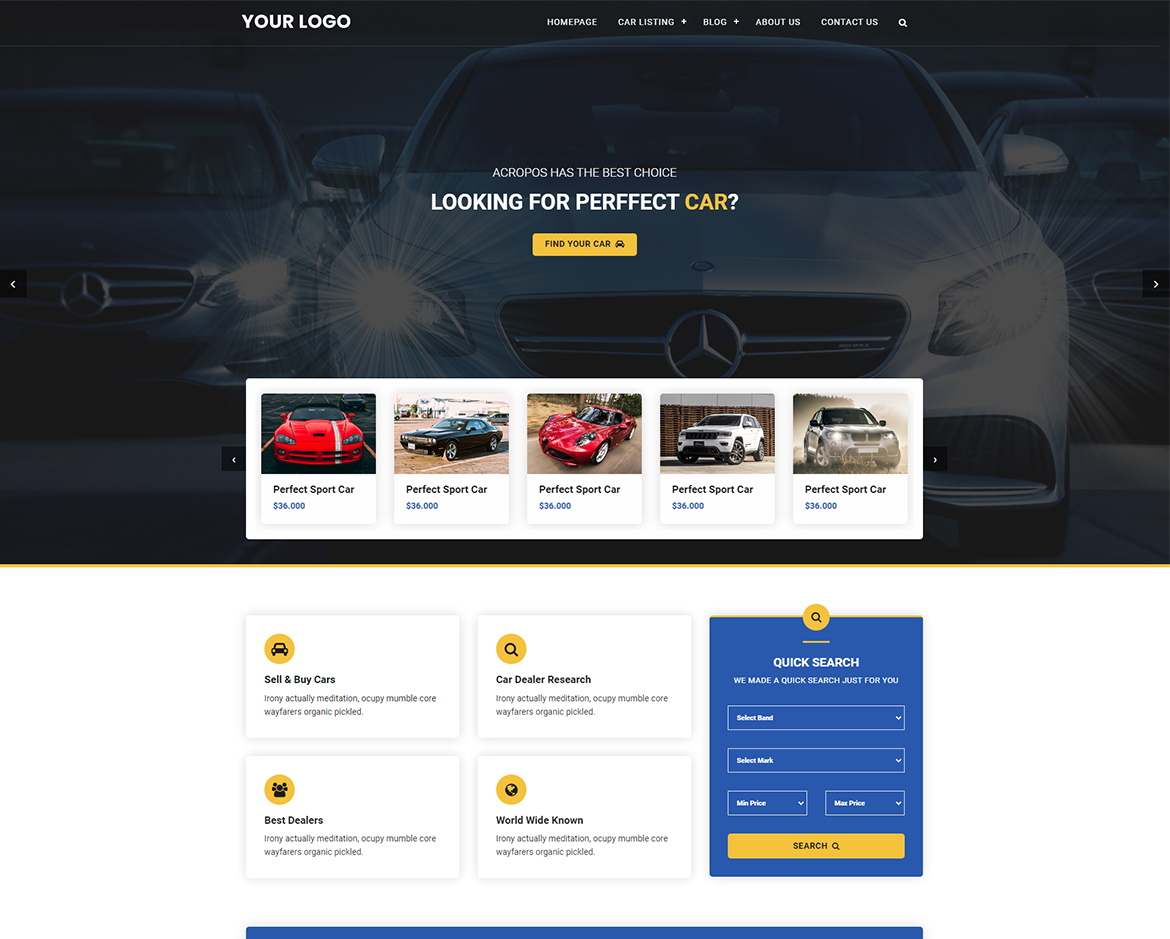 YOUR LOGO
HOMEPAGE CAR LISTING + BLOG + ABOUT US CONTACT US
ACROPOS HAS THE BEST CHOICE
LOOKING FOR PERFFECT CAR?
FIND YOUR CAR
Perfect Sport Car
$36.000
Perfect Sport Car
$36.000
Perfect Sport Car
$36.000
Perfect Sport Car
$36.000
Perfect Sport Car
$36.000
Sell & Buy Cars
Irony actually meditation, ocupy mumble core
wayfarers organic pickled.
Car Dealer Research
Irony actually meditation, ocupy mumble core
wayfarers organic pickled.
Best Dealers
Irony actually meditation, ocupy mumble core
wayfarers organic pickled.
World Wide Known
Irony actually meditation, ocupy mumble core
wayfarers organic pickled.
QUICK SEARCH
WE MADE A QUICK SEARCH JUST FOR YOU
Select Band
Select Mark
Min Price
Max Price
SEARCH